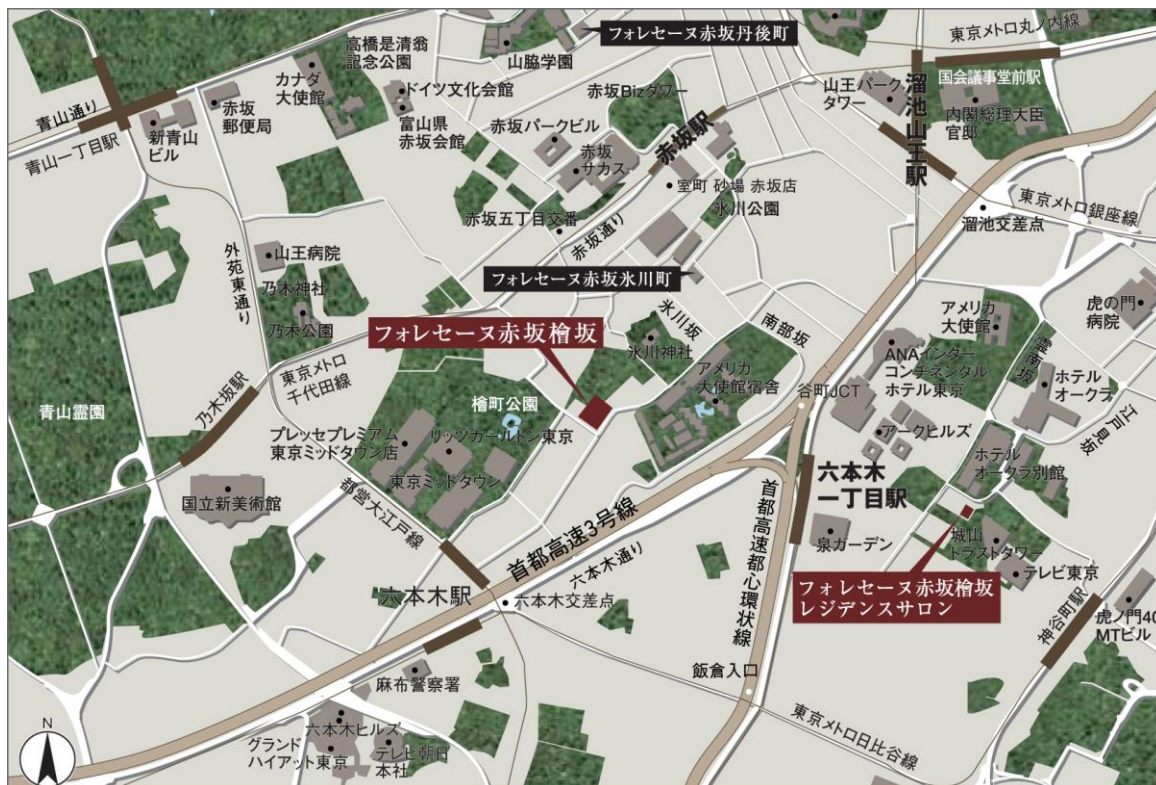 フォレセーヌ赤坂丹後町
東京メトロ丸ノ内線
高橋是清翁
記念公園
山脇学園
カナダ
大使館
ドイツ文化会館
赤坂Bizタワー
山王パーク
タワー
溜池山王駅
国会議事堂前駅
内閣総理大臣
官邸
青山通り
赤坂
郵便局
富山県
赤坂会館
赤坂パークビル
赤坂駅
青山一丁目駅
新青山
ビル
赤坂
サカス
室町 砂場 赤坂店
氷川公園
東京メトロ銀座線
溜池交差点
赤坂五丁目交番
赤坂通り
外苑東通り
山王病院
乃木神社
乃木公園
フォレセーヌ赤坂氷川町
フォレセーヌ赤坂檜坂
氷川坂
氷川神社
南部坂
アメリカ
大使館
虎の門
病院
霊南坂
アメリカ
大使館宿舎
ANAインター
コンチネンタル
ホテル東京
ホテル
オークラ
江戸見坂
谷町JCT
東京メトロ
千代田線
乃木坂駅
青山霊園
檜町公園
プレッセプレミアム
東京ミッドタウン店
リッツカールトン東京
東京ミッドタウン
アークヒルズ
ホテル
オークラ別館
六本木
一丁目駅
国立新美術館
都営大江戸線
首都高速3号線
六本木通り
首都高速都心環状線
泉ガーデン
城山
トラストタワー
テレビ東京
フォレセーヌ赤坂檜坂
レジデンスサロン
神谷町駅
虎ノ門40
MTビル
六本木駅
六本木交差点
飯倉入口
麻布警察署
東京メトロ日比谷線
六本木ヒルズ
グランド
ハイアット東京
テレビ朝日
本社
N